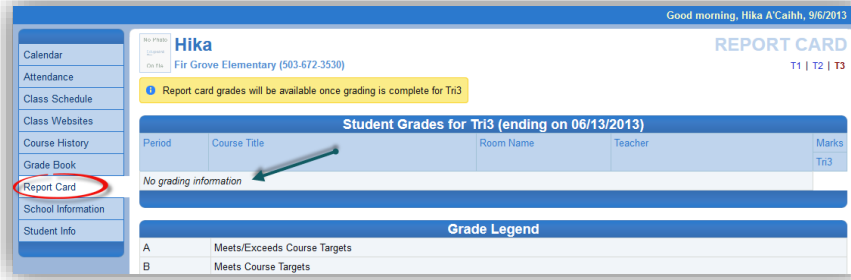 Good morning, Hika A'Caihh, 9/6/2013
Calendar
Attendance
Class Schedule
Class Websites
Course History
Grade Book
Report Card
School Information
Student Info
No Photo
On file
Hika
Fir Grove Elementary (503-672-3530)
REPORT CARD
T1 | T2 | T3
Report card grades will be available once grading is complete for Tri3
Student Grades for Tri3 (ending on 06/13/2013)
Period Course Title Room Name Teacher Marks
Tn3
No grading information
Grade Legend
A Meets/Exceeds Course Targets
B Meets Course Targets